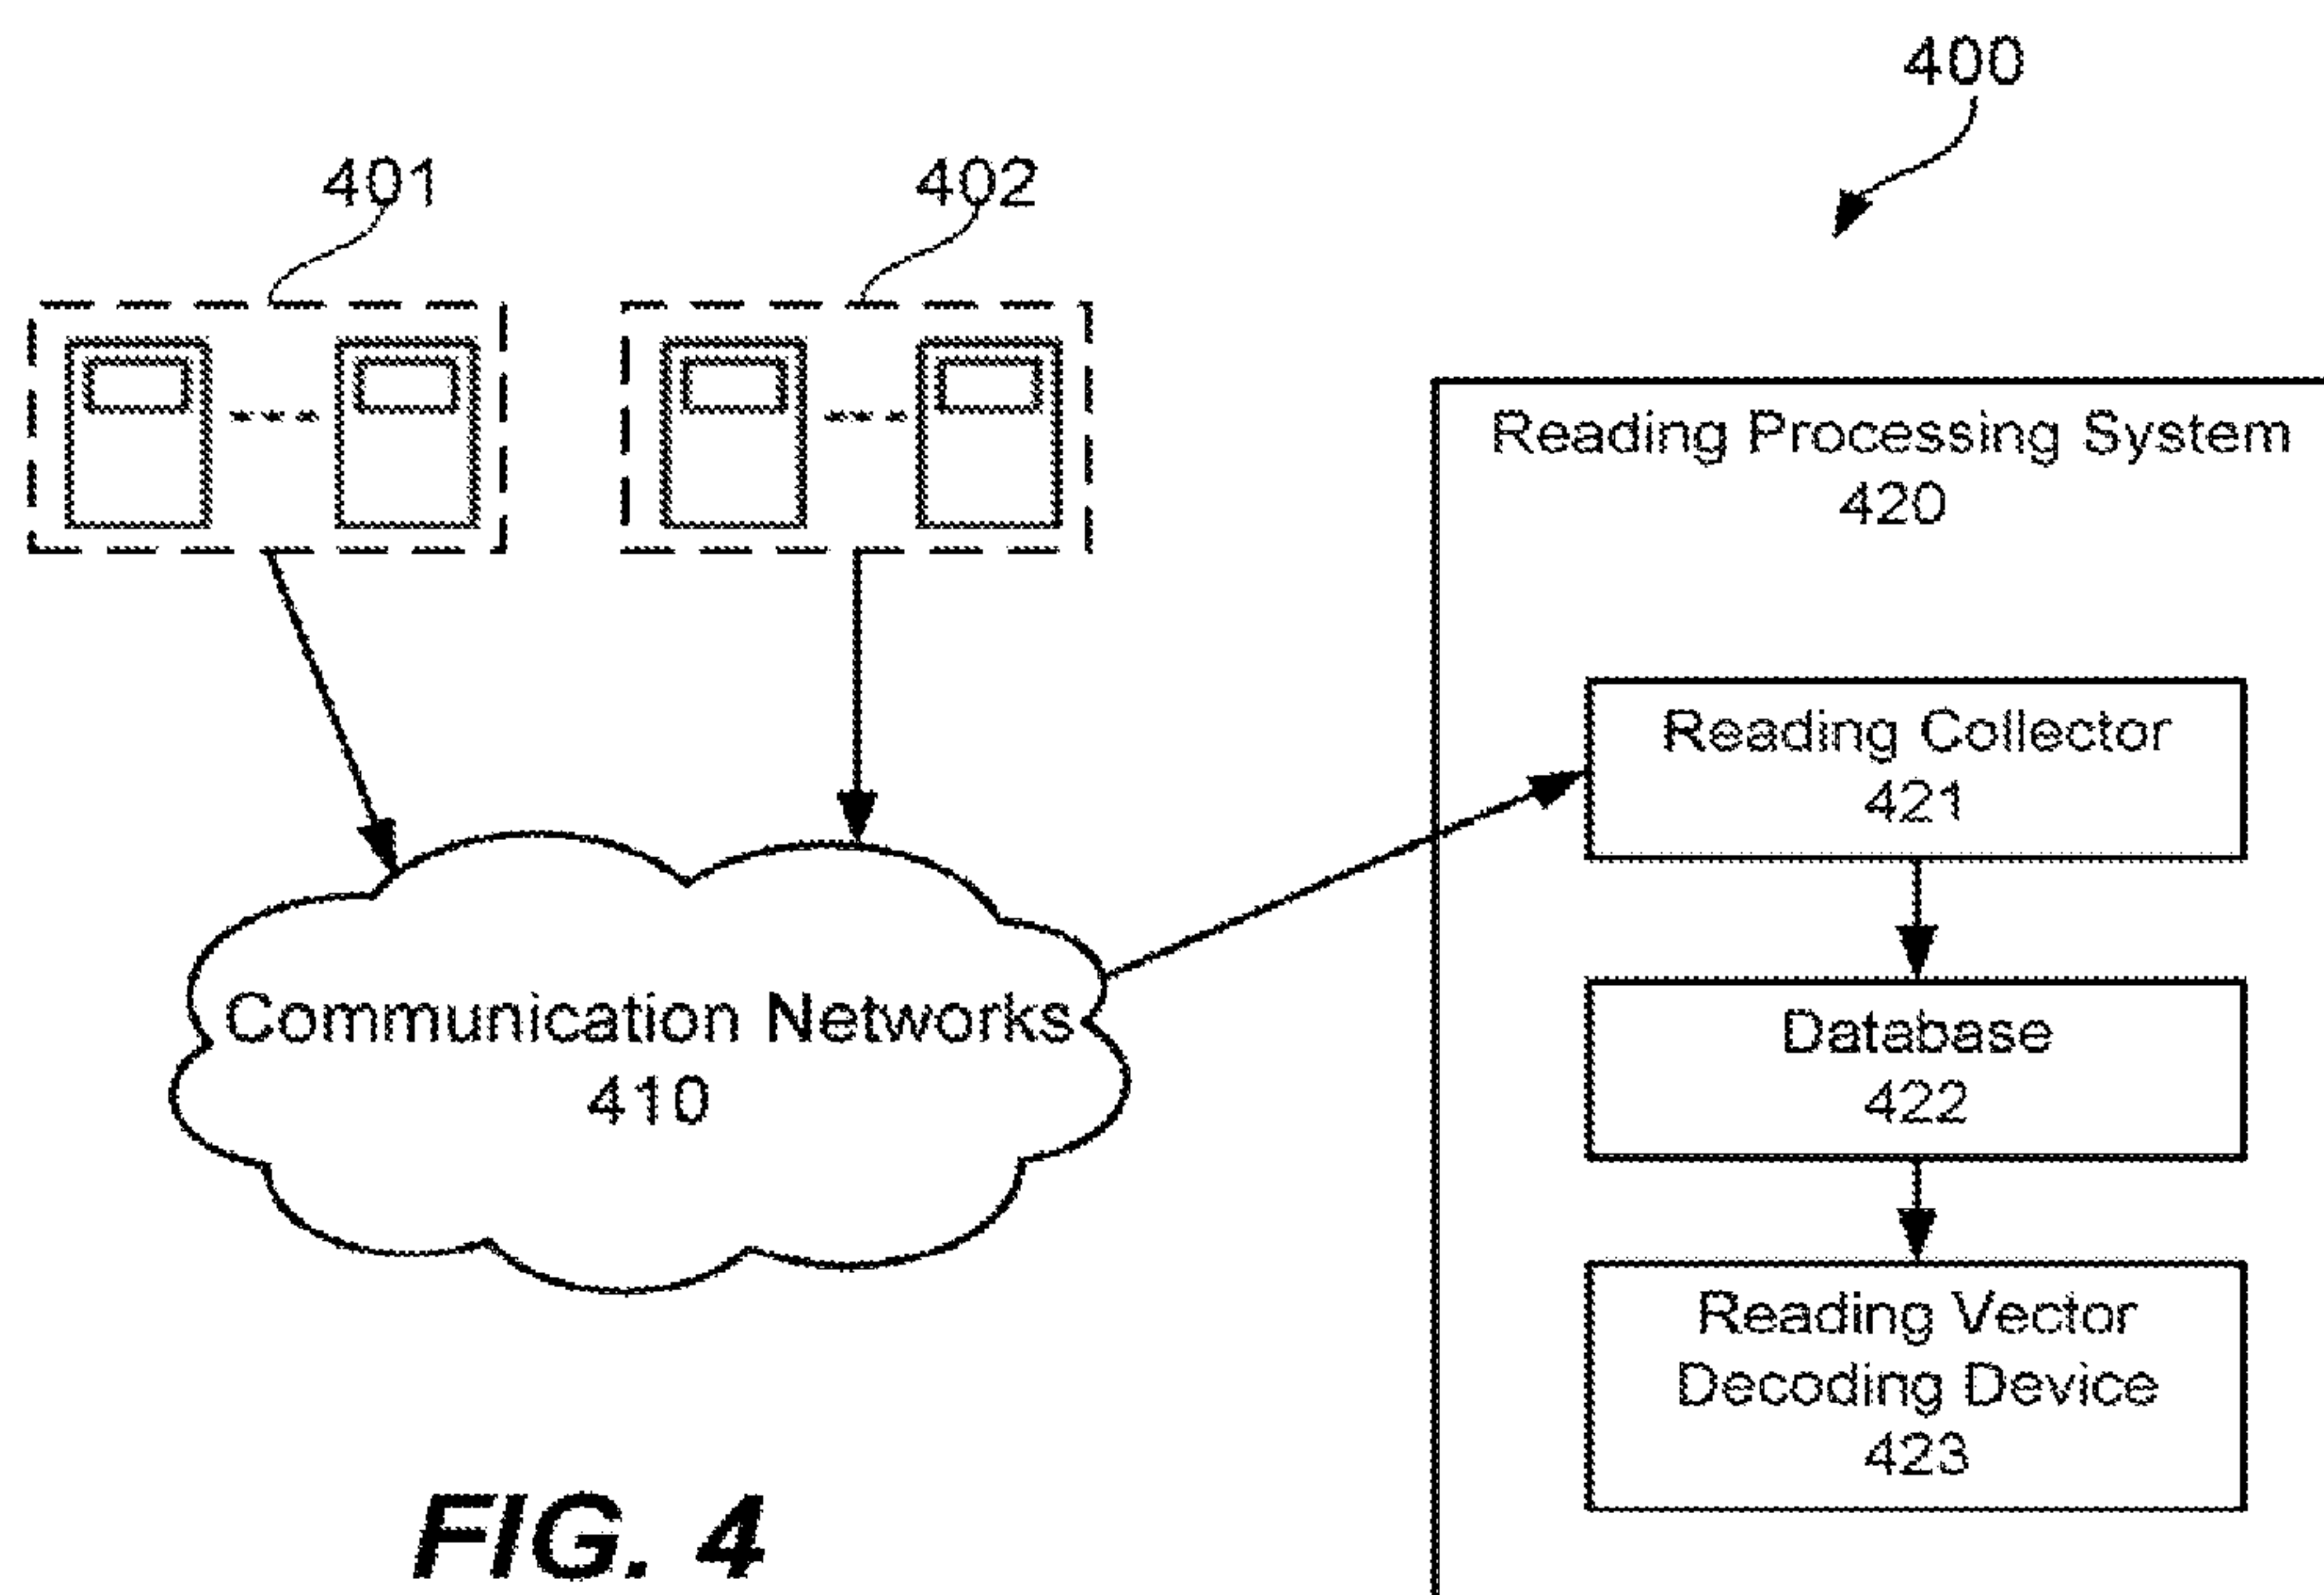 400
401
402
Reading Processing System
420
Reading Collector
421
Communication Networks
410
Database
422
Reading Vector
Decoding Device
423
FIG. 4